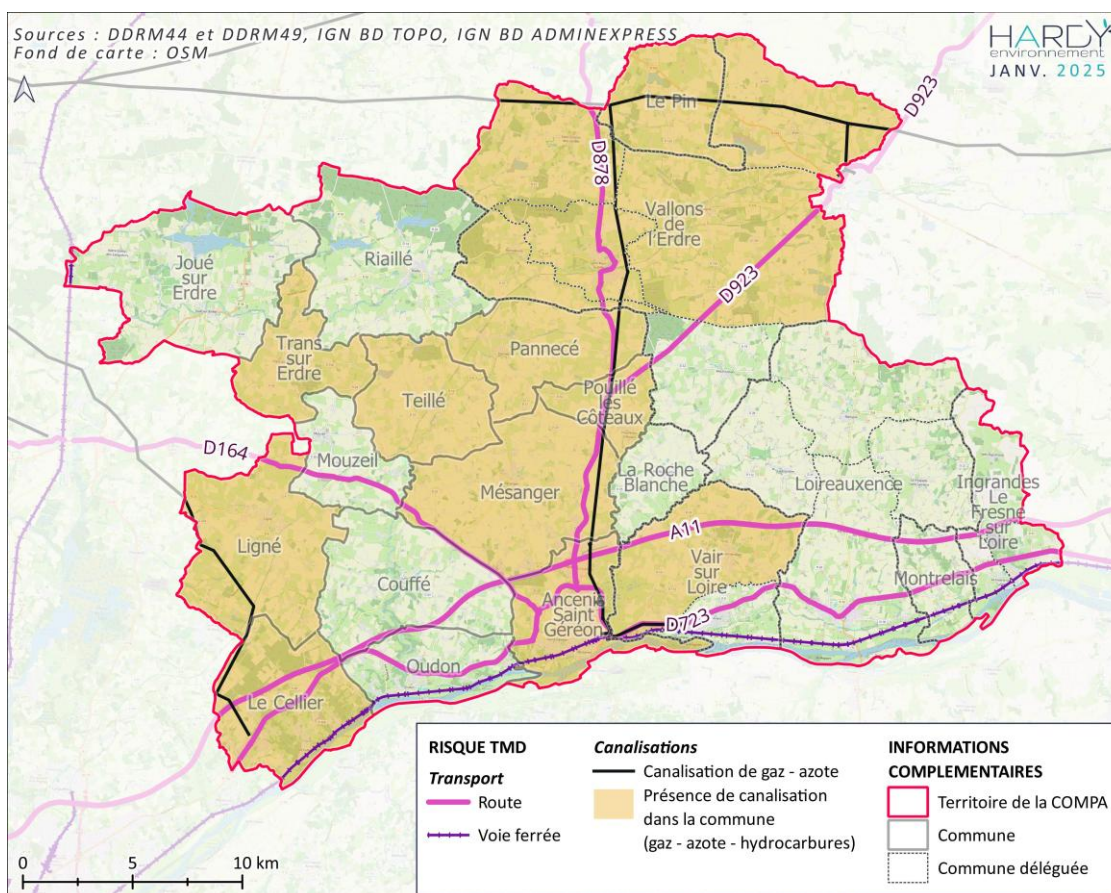 Sources : DDRM44 et DDRM49, IGN BD TOPO, IGN BD ADMINEXPRESS
Fond de carte : OSM
HARDY
environnement
JANV. 2025
D923
Le Pin
D878
Vallons
de
l'Erdre
Joué
sur
Erdre
Riaillé
D923
Trans
sur
Erdre
Pannecé
Teillé
Pouillé
les
Côteaux
D164
Mouzeil
Mésanger
La Roche
Blanche
Loireauxence
Ingrandes
Le
Fresne
sur
Loire
Ligné
A11
Couffé
Vair
sur
Loire
Montrelais
Ancenis
Saint
Géréon
D723
Oudon
Le Cellier
RISQUE TMD
Transport
Route
Voie ferrée
Canalisations
Canalisation de gaz - azote
Présence de canalisation
dans la commune
(gaz - azote - hydrocarbures)
INFORMATIONS
COMPLEMENTAIRES
Territoire de la COMPA
Commune
Commune déléguée
0 5 10 km